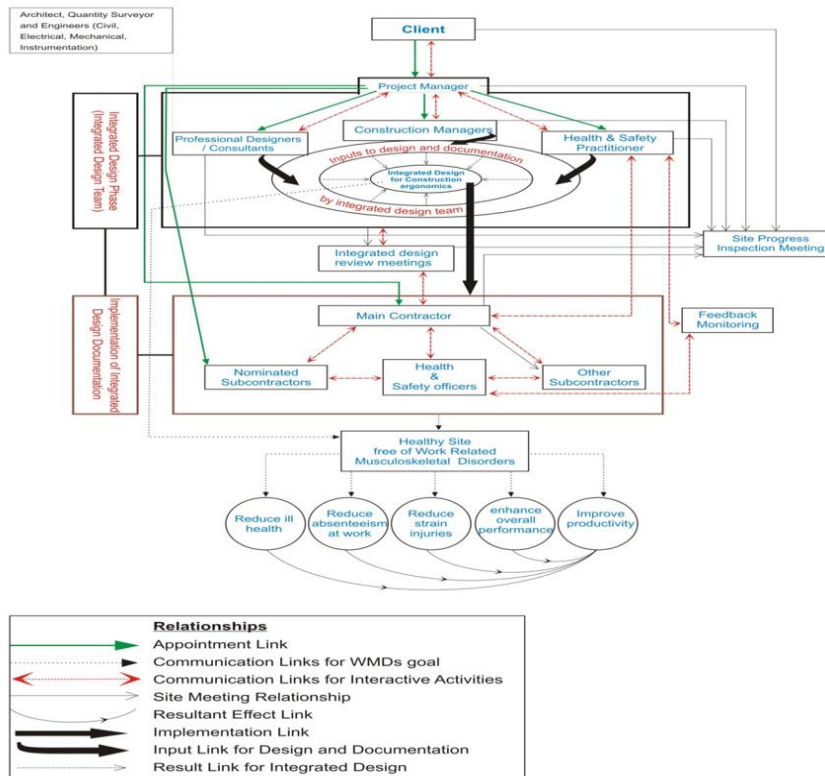 Architect, Quantity Surveyor
and Engineers (Civil,
Electrical, Mechanical,
Instrumentation)
Client
Project Manager
Integrated Design Phase
(Integrated Design Team)
Professional Designers
/ Consultants
Construction Managers
Health & Safety
Practitioner
Inputs to design and documentation
Integrated Design
for Construction
ergonomics
by integrated design team
Integrated design
review meetings
Site Progress
Inspection Meeting
Implementation of Integrated
Design Documentation
Main Contractor
Feedback
Monitoring
Nominated
Subcontractors
Health
&
Safety officers
Other
Subcontractors
Healthy Site
free of Work Related
Musculoskeletal Disorders
Reduce ill
health
Reduce
absenteeism
at work
Reduce
strain
injuries
enhance
overall
performance
Improve
productivity
Relationships
Appointment Link
Communication Links for WMDs goal
Communication Links for Interactive Activities
Site Meeting Relationship
Resultant Effect Link
Implementation Link
Input Link for Design and Documentation
Result Link for Integrated Design